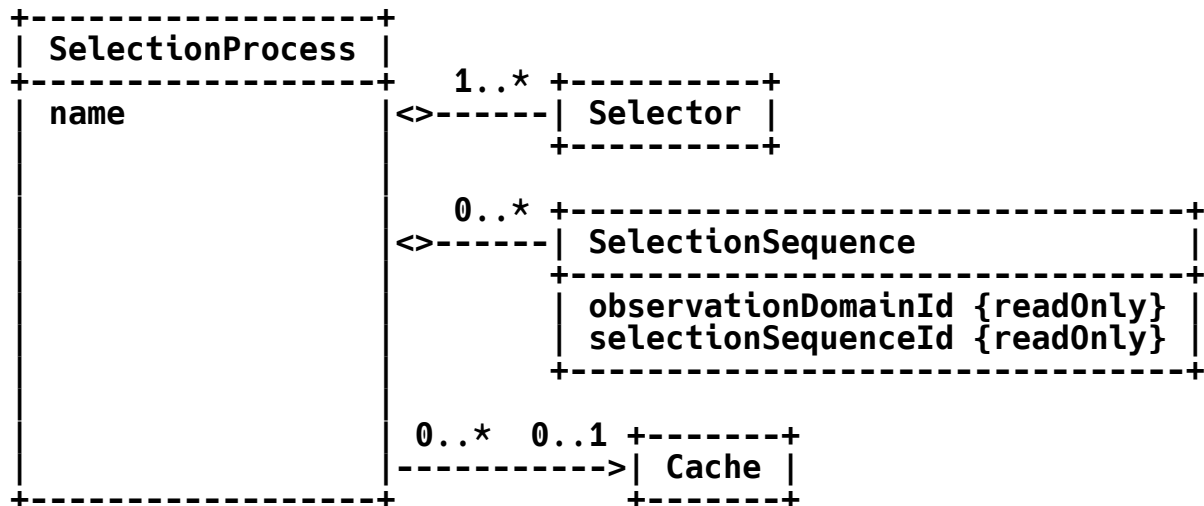 +------------------+
| SelectionProcess |
+------------------+   1..* +----------+
| name             |<>------| Selector |
|                  |        +----------+
|                  |
|                  |   0..* +--------------------------------+
|                  |<>------| SelectionSequence              |
|                  |        +--------------------------------+
|                  |        | observationDomainId {readOnly} |
|                  |        | selectionSequenceId {readOnly} |
|                  |        +--------------------------------+
|                  |
|                  | 0..*  0..1 +-------+
|                  |----------->| Cache |
+------------------+            +-------+